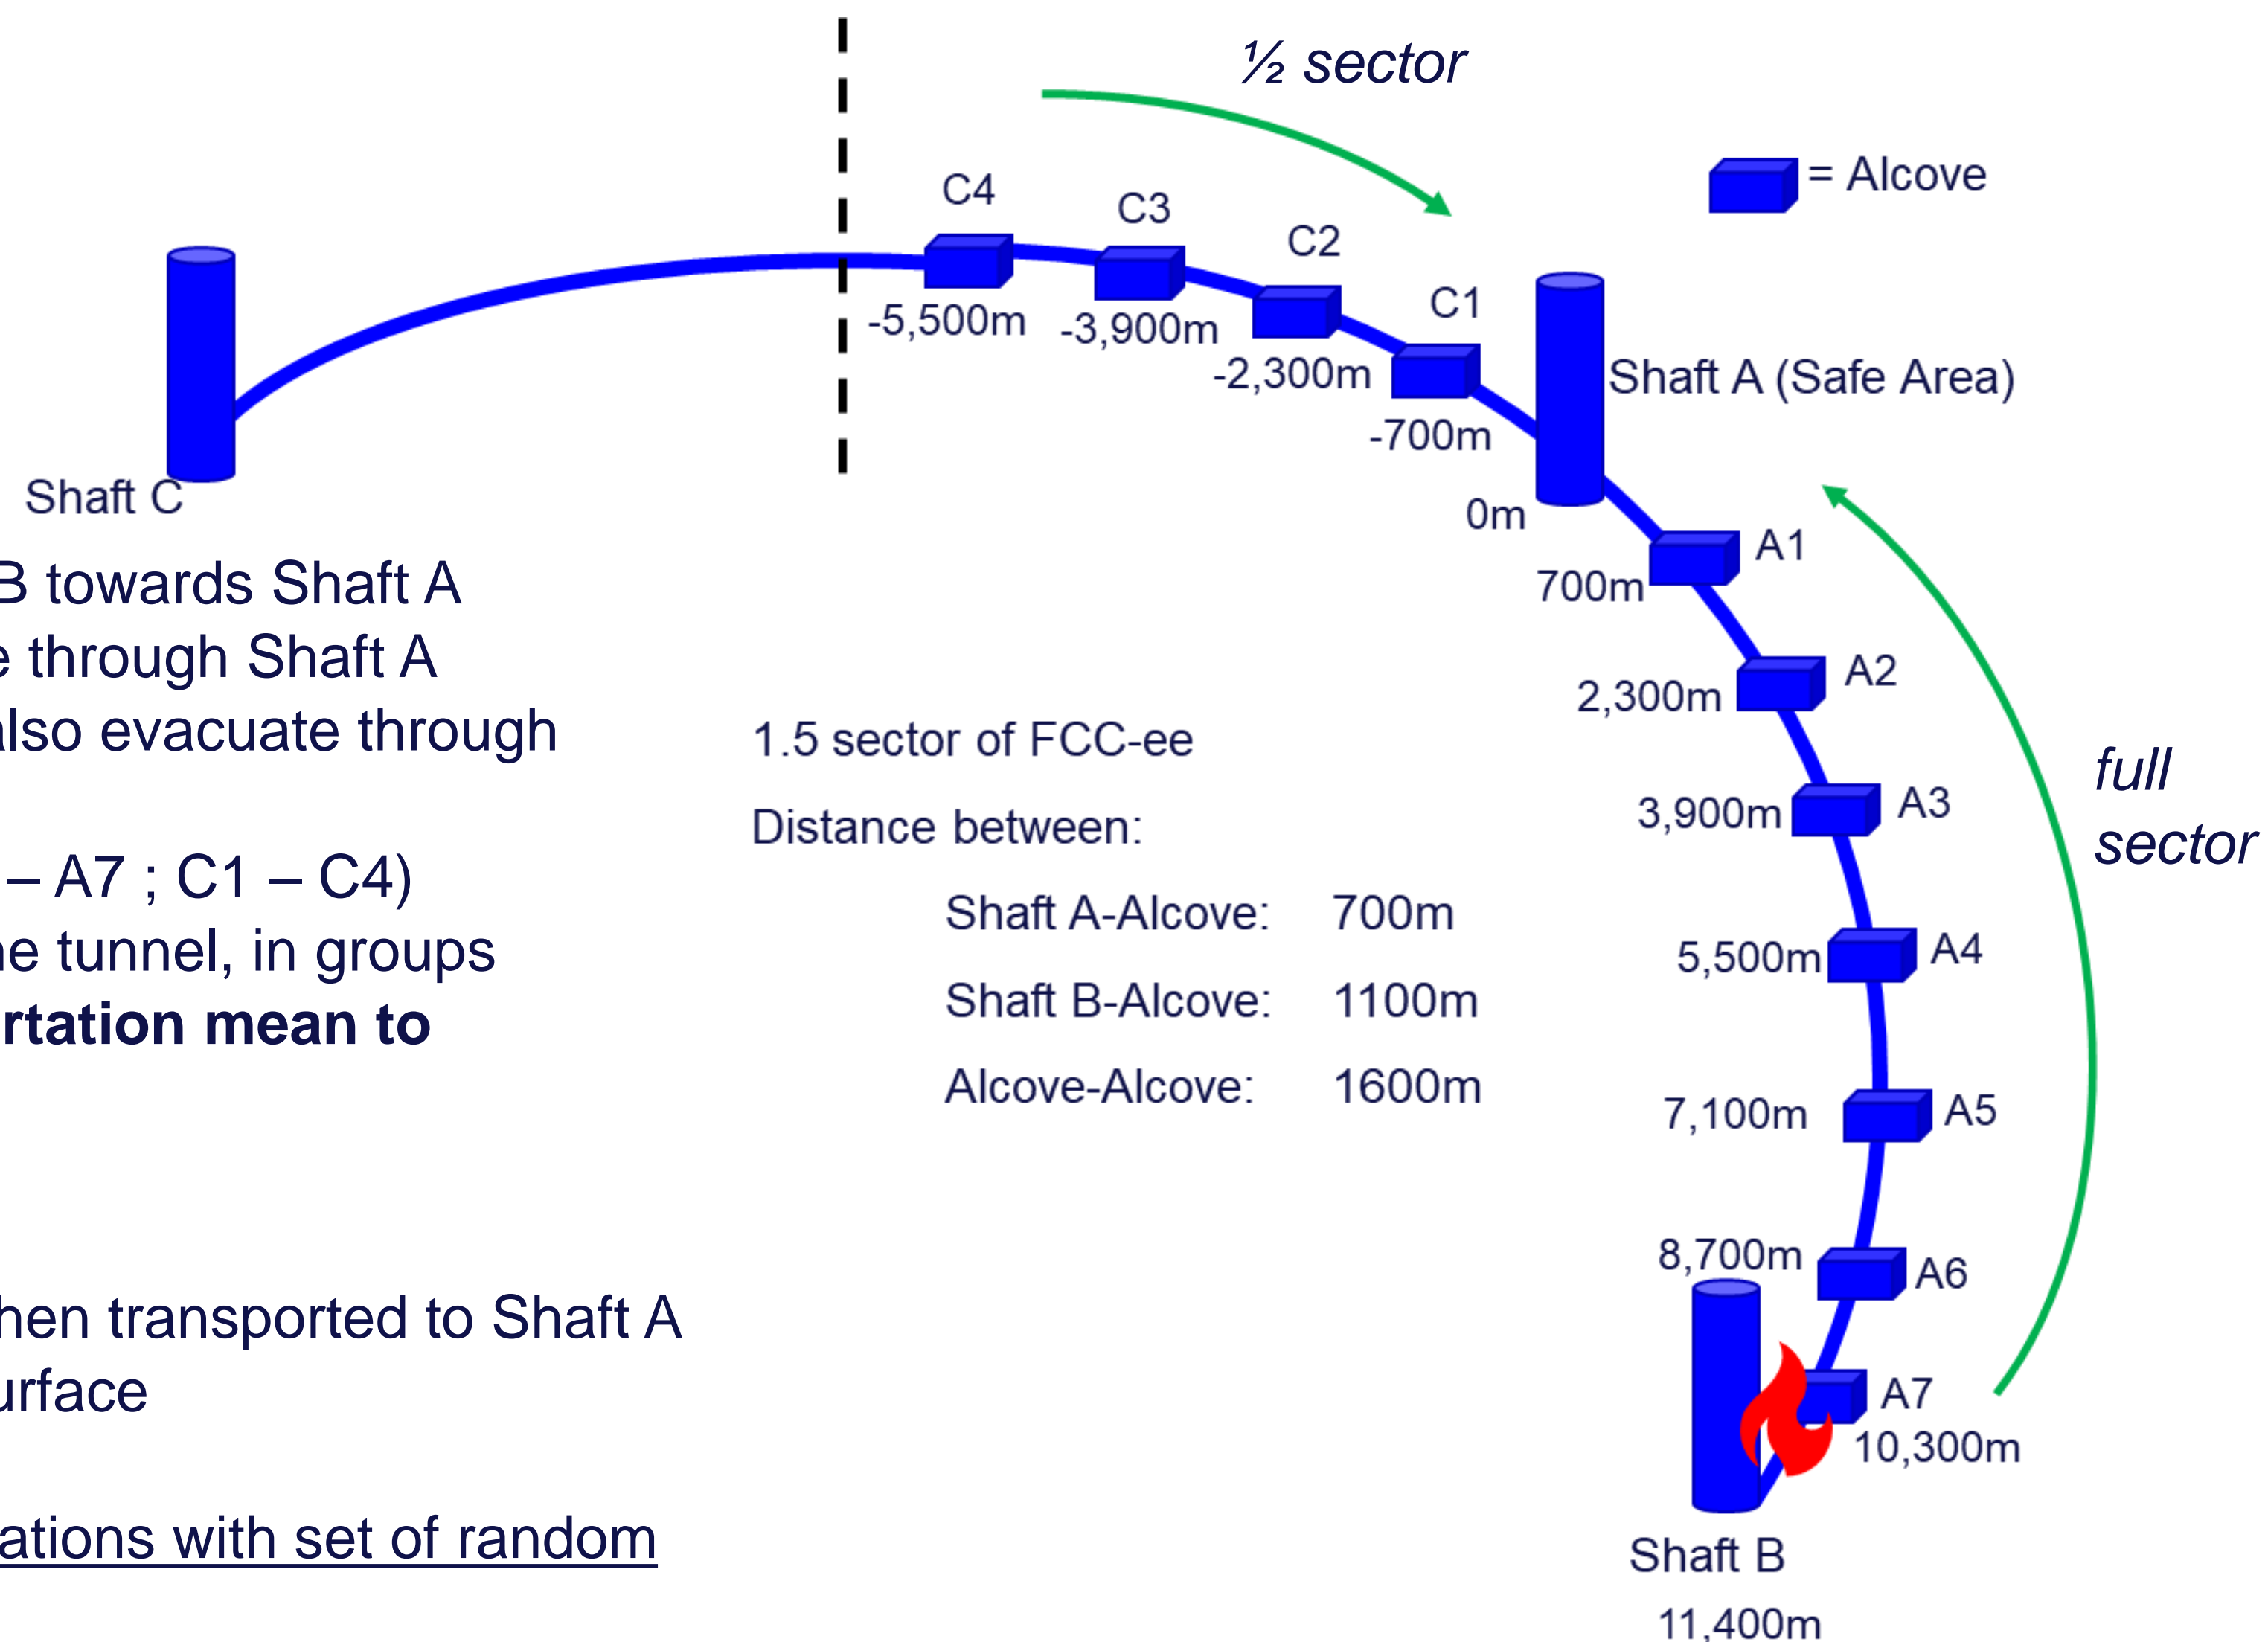 ½ sector
= Alcove
C4
C3
C2
C1
-5,500m
-3,900m
-2,300m
-700m
Shaft A (Safe Area)
Shaft C
0m
A1
700m
A2
2,300m
A3
3,900m
A4
5,500m
A5
7,100m
8,700m
A6
A7
10,300m
Shaft B
11,400m
full
sector
B towards Shaft A
e through Shaft A
also evacuate through
– A7 ; C1 – C4)
ne tunnel, in groups
rtation mean to
hen transported to Shaft A
urface
ations with set of random
1.5 sector of FCC-ee
Distance between:
Shaft A-Alcove: 700m
Shaft B-Alcove: 1100m
Alcove-Alcove: 1600m